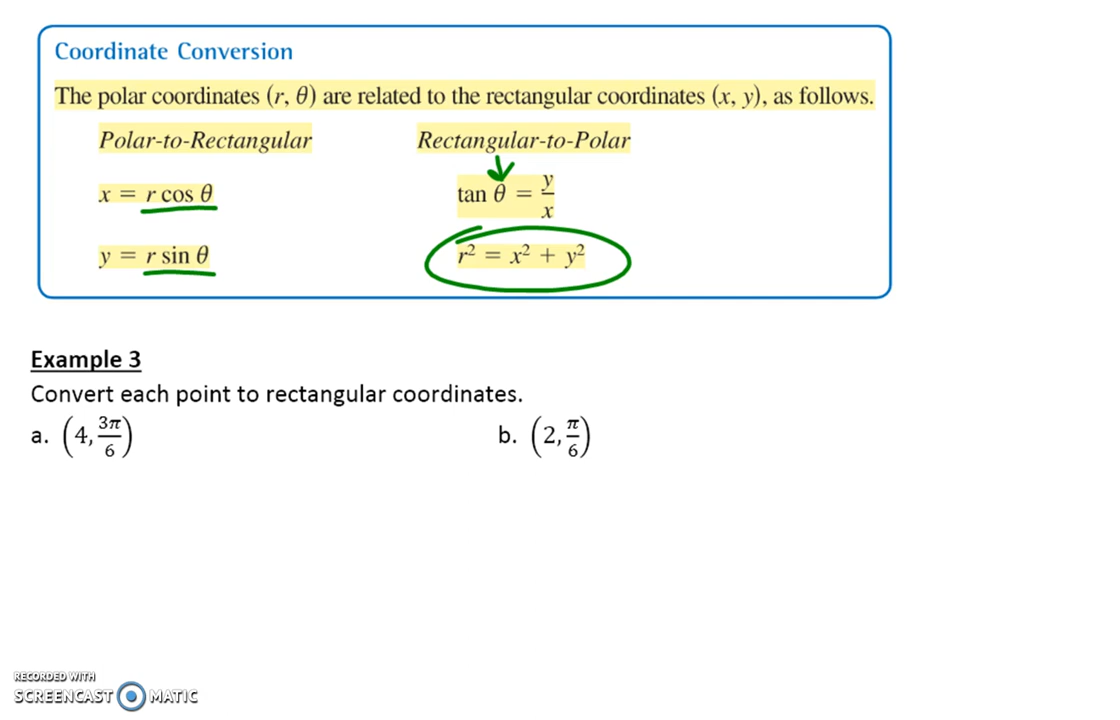 Coordinate Conversion
The polar coordinates (r, θ) are related to the rectangular coordinates (x, y), as follows.
Polar-to-Rectangular Rectangular-to-Polar
x = r cos θ tan θ = y/x
y = r sin θ r² = x² + y²
Example 3
Convert each point to rectangular coordinates.
a. (4, 3π/6) b. (2, π/6)
RECORDED WITH
SCREENCAST MATIC